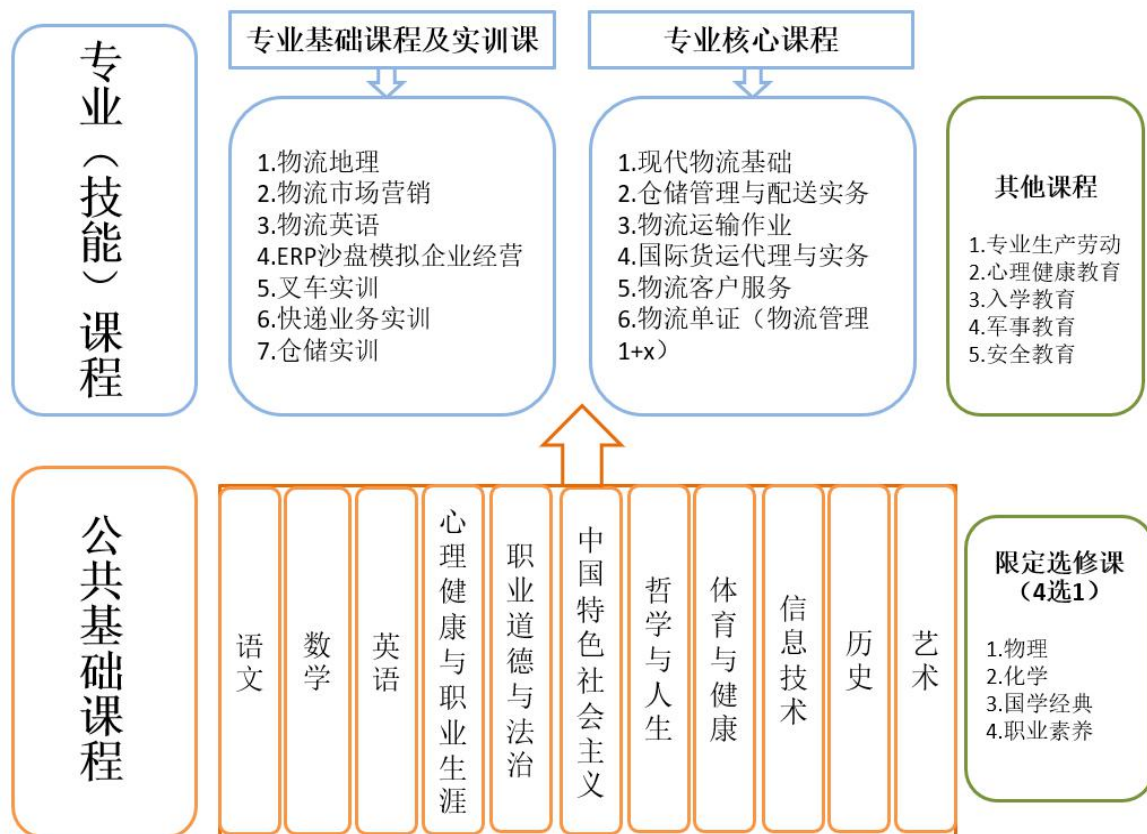 专业（技能）课程
专业基础课程及实训课
1.物流地理
2.物流市场营销
3.物流英语
4.ERP沙盘模拟企业经营
5.叉车实训
6.快递业务实训
7.仓储实训
专业核心课程
1.现代物流基础
2.仓储管理与配送实务
3.物流运输作业
4.国际货运代理与实务
5.物流客户服务
6.物流单证（物流管理
1+x）
其他课程
1.专业生产劳动
2.心理健康教育
3.入学教育
4.军事教育
5.安全教育
公共基础课程
语文
数学
英语
心理健康与职业生涯
职业道德与法治
中国特色社会主义
哲学与人生
体育与健康
信息技术
历史
艺术
限定选修课
（4选1）
1.物理
2.化学
3.国学经典
4.职业素养